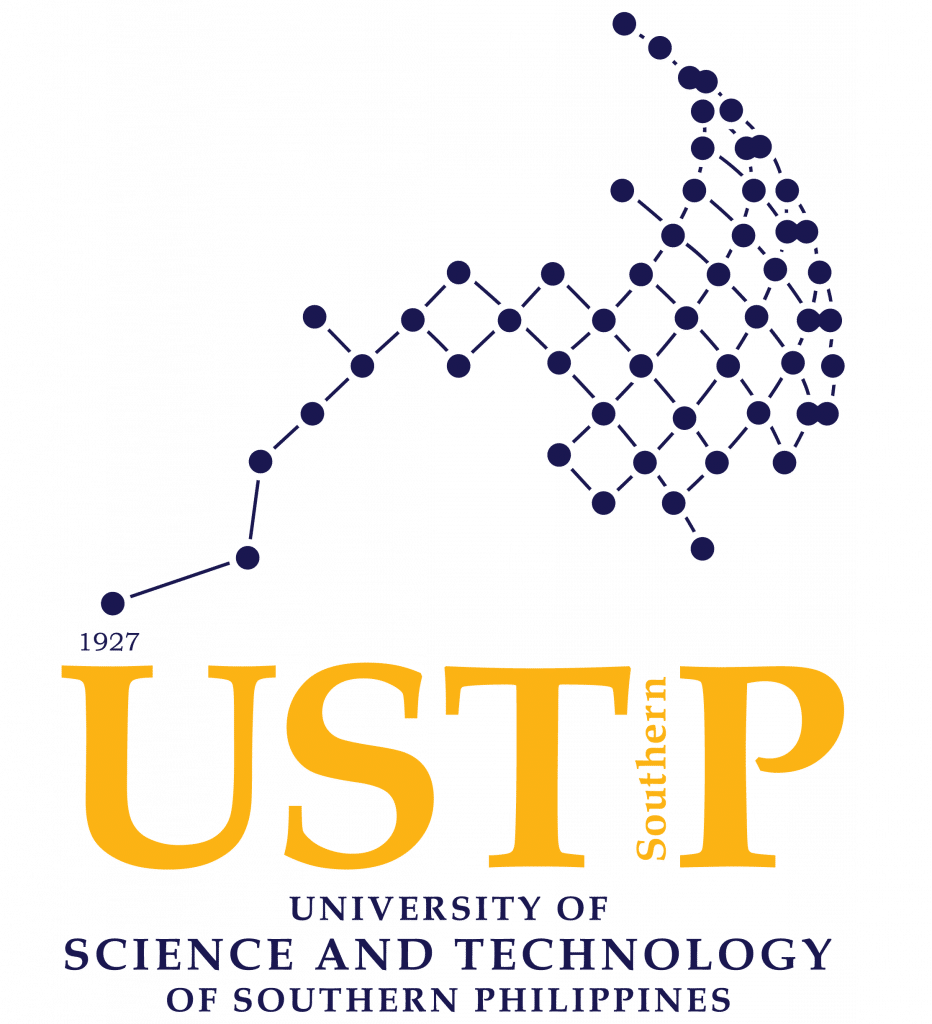 1927
USTP
Southern
UNIVERSITY OF
SCIENCE AND TECHNOLOGY
OF SOUTHERN PHILIPPINES